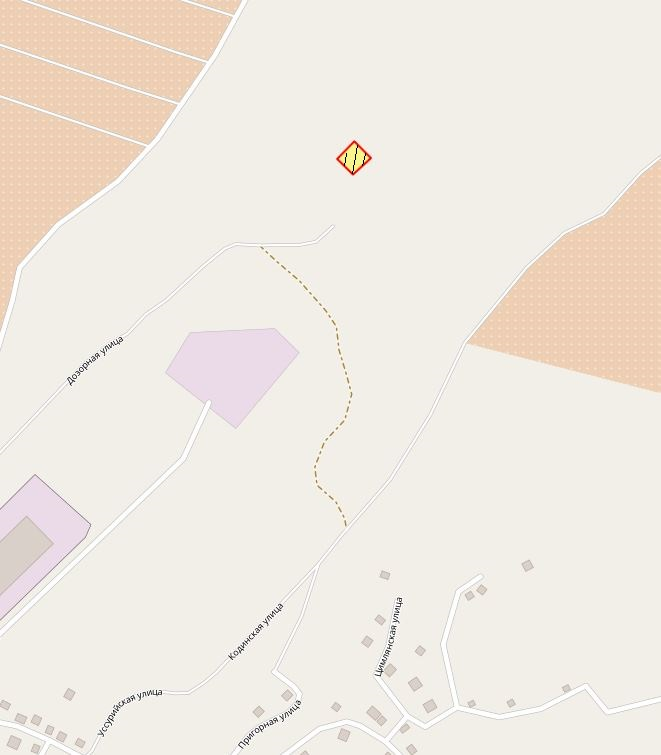 Дозорная улица
Кодинская улица
Цимлянская улица
Уссурийская улица
Пригорная улица